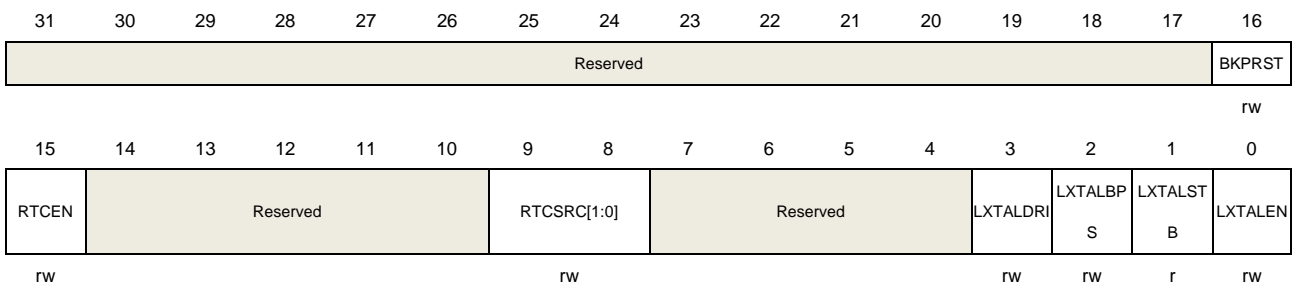 31 30 29 28 27 26 25 24 23 22 21 20 19 18 17 16
Reserved BKPRST
rw
15 14 13 12 11 10 9 8 7 6 5 4 3 2 1 0
RTCEN Reserved RTCSRC[1:0] Reserved LXTALDRI LXTALBP LXTALST LXTALEN
S B
rw rw rw rw r rw